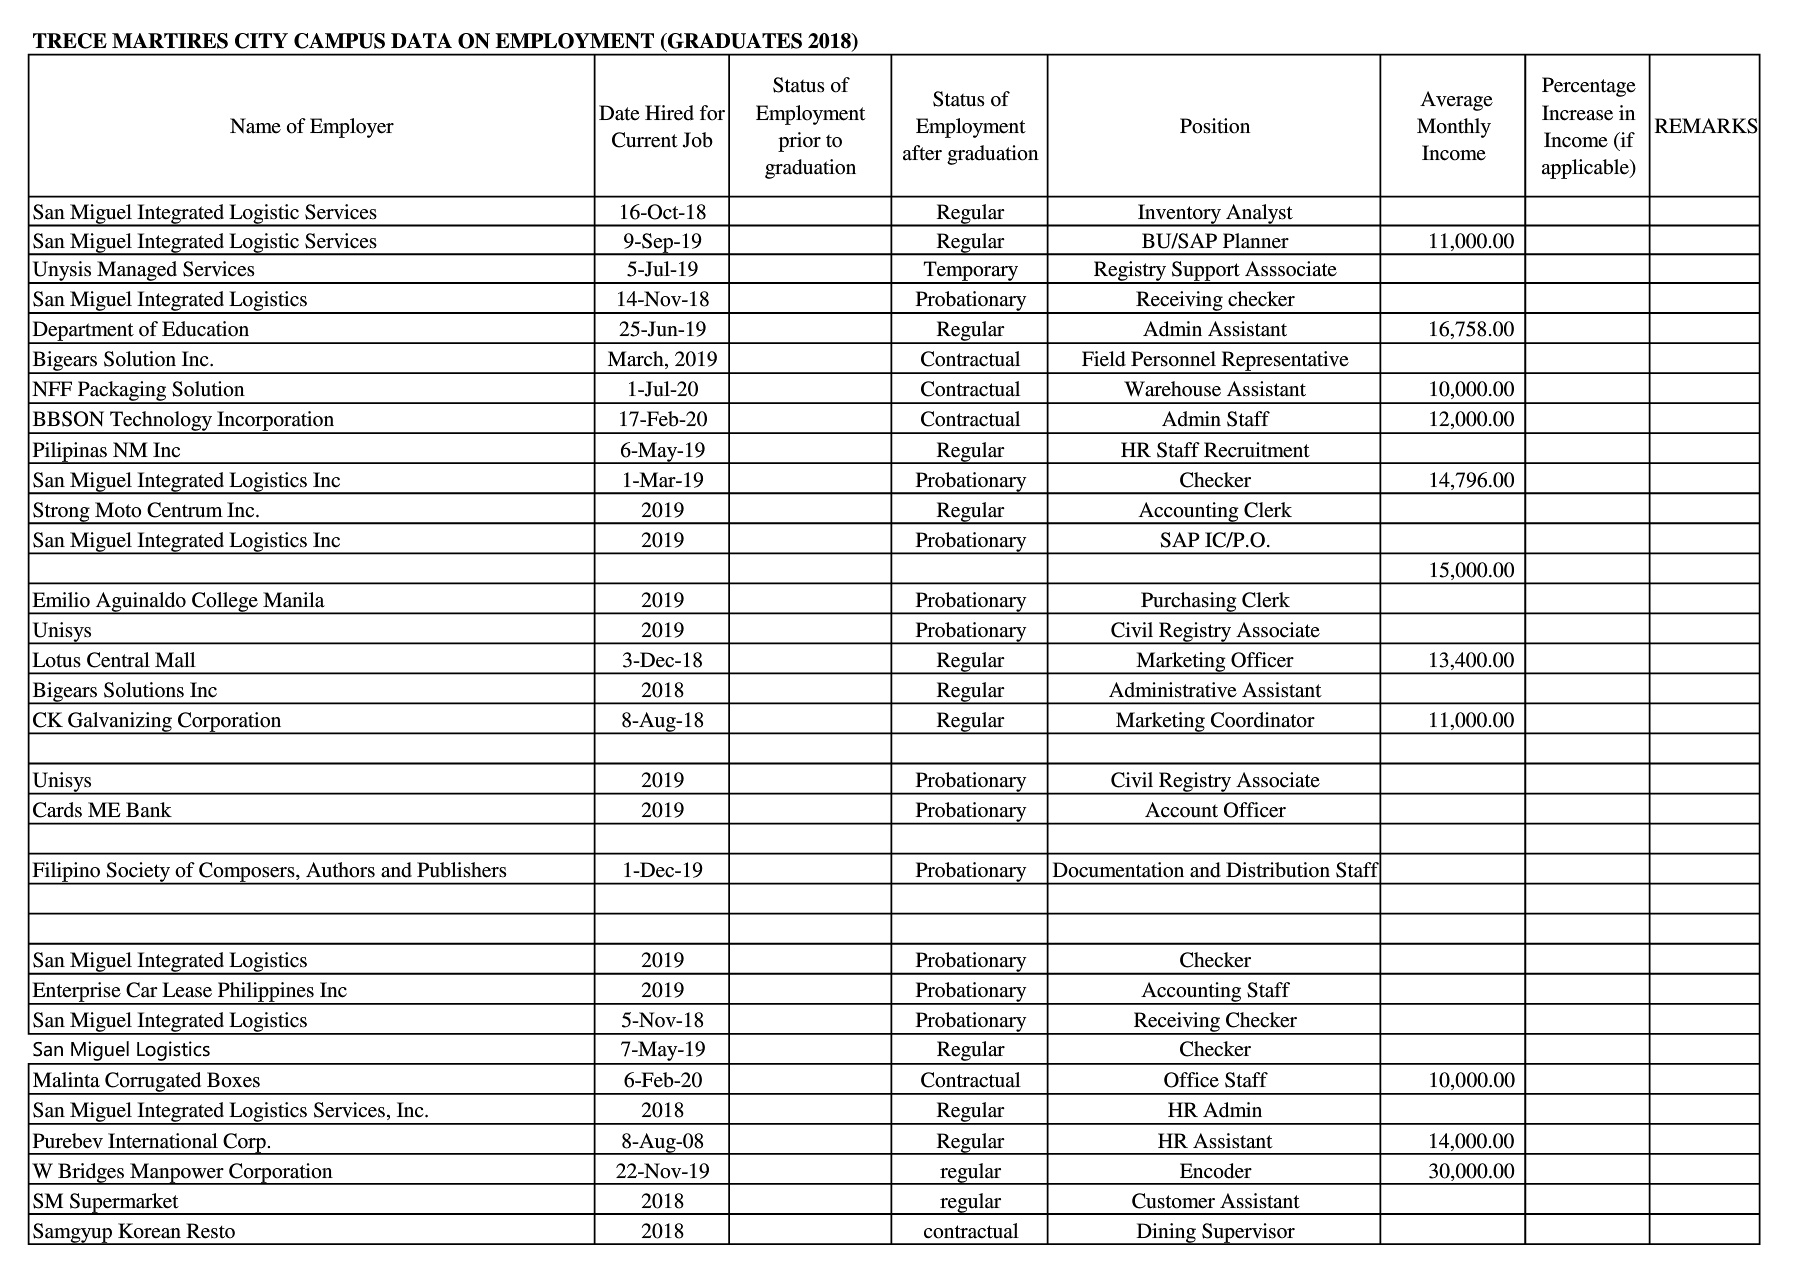 TRECE MARTIRES CITY CAMPUS DATA ON EMPLOYMENT (GRADUATES 2018)
Name of Employer Date Hired for Current Job Status of Employment prior to graduation Status of Employment after graduation Position Average Monthly Income Percentage Increase in Income (if applicable) REMARKS
San Miguel Integrated Logistic Services 16-Oct-18 Regular Inventory Analyst
San Miguel Integrated Logistic Services 9-Sep-19 Regular BU/SAP Planner 11,000.00
Unysis Managed Services 5-Jul-19 Temporary Registry Support Asssociate
San Miguel Integrated Logistics 14-Nov-18 Probationary Receiving checker
Department of Education 25-Jun-19 Regular Admin Assistant 16,758.00
Bigears Solution Inc. March, 2019 Contractual Field Personnel Representative
NFF Packaging Solution 1-Jul-20 Contractual Warehouse Assistant 10,000.00
BBSON Technology Incorporation 17-Feb-20 Contractual Admin Staff 12,000.00
Pilipinas NM Inc 6-May-19 Regular HR Staff Recruitment
San Miguel Integrated Logistics Inc 1-Mar-19 Probationary Checker 14,796.00
Strong Moto Centrum Inc. 2019 Regular Accounting Clerk
San Miguel Integrated Logistics Inc 2019 Probationary SAP IC/P.O.
15,000.00
Emilio Aguinaldo College Manila 2019 Probationary Purchasing Clerk
Unisys 2019 Probationary Civil Registry Associate
Lotus Central Mall 3-Dec-18 Regular Marketing Officer 13,400.00
Bigears Solutions Inc 2018 Regular Administrative Assistant
CK Galvanizing Corporation 8-Aug-18 Regular Marketing Coordinator 11,000.00
Unisys 2019 Probationary Civil Registry Associate
Cards ME Bank 2019 Probationary Account Officer
Filipino Society of Composers, Authors and Publishers 1-Dec-19 Probationary Documentation and Distribution Staff
San Miguel Integrated Logistics 2019 Probationary Checker
Enterprise Car Lease Philippines Inc 2019 Probationary Accounting Staff
San Miguel Integrated Logistics 5-Nov-18 Probationary Receiving Checker
San Miguel Logistics 7-May-19 Regular Checker
Malinta Corrugated Boxes 6-Feb-20 Contractual Office Staff 10,000.00
San Miguel Integrated Logistics Services, Inc. 2018 Regular HR Admin
Purebev International Corp. 8-Aug-08 Regular HR Assistant 14,000.00
W Bridges Manpower Corporation 22-Nov-19 regular Encoder 30,000.00
SM Supermarket 2018 regular Customer Assistant
Samgyup Korean Resto 2018 contractual Dining Supervisor